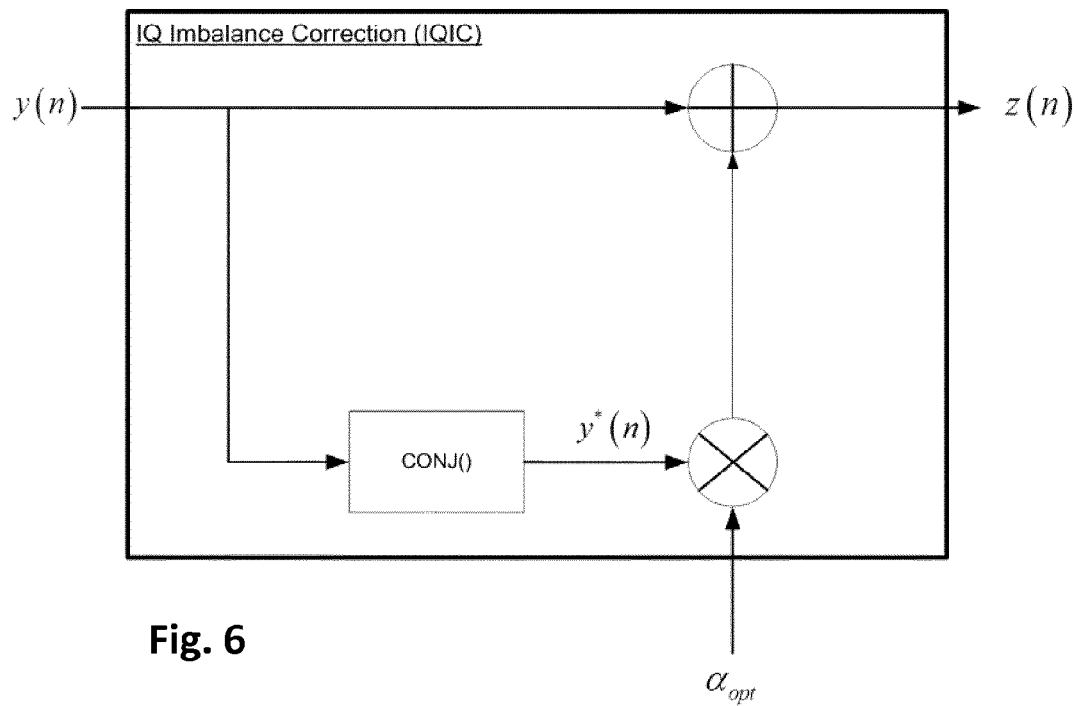 IQ Imbalance Correction (IQIC)
y(n)
z(n)
y*(n)
CONJ()
Fig. 6
α_opt